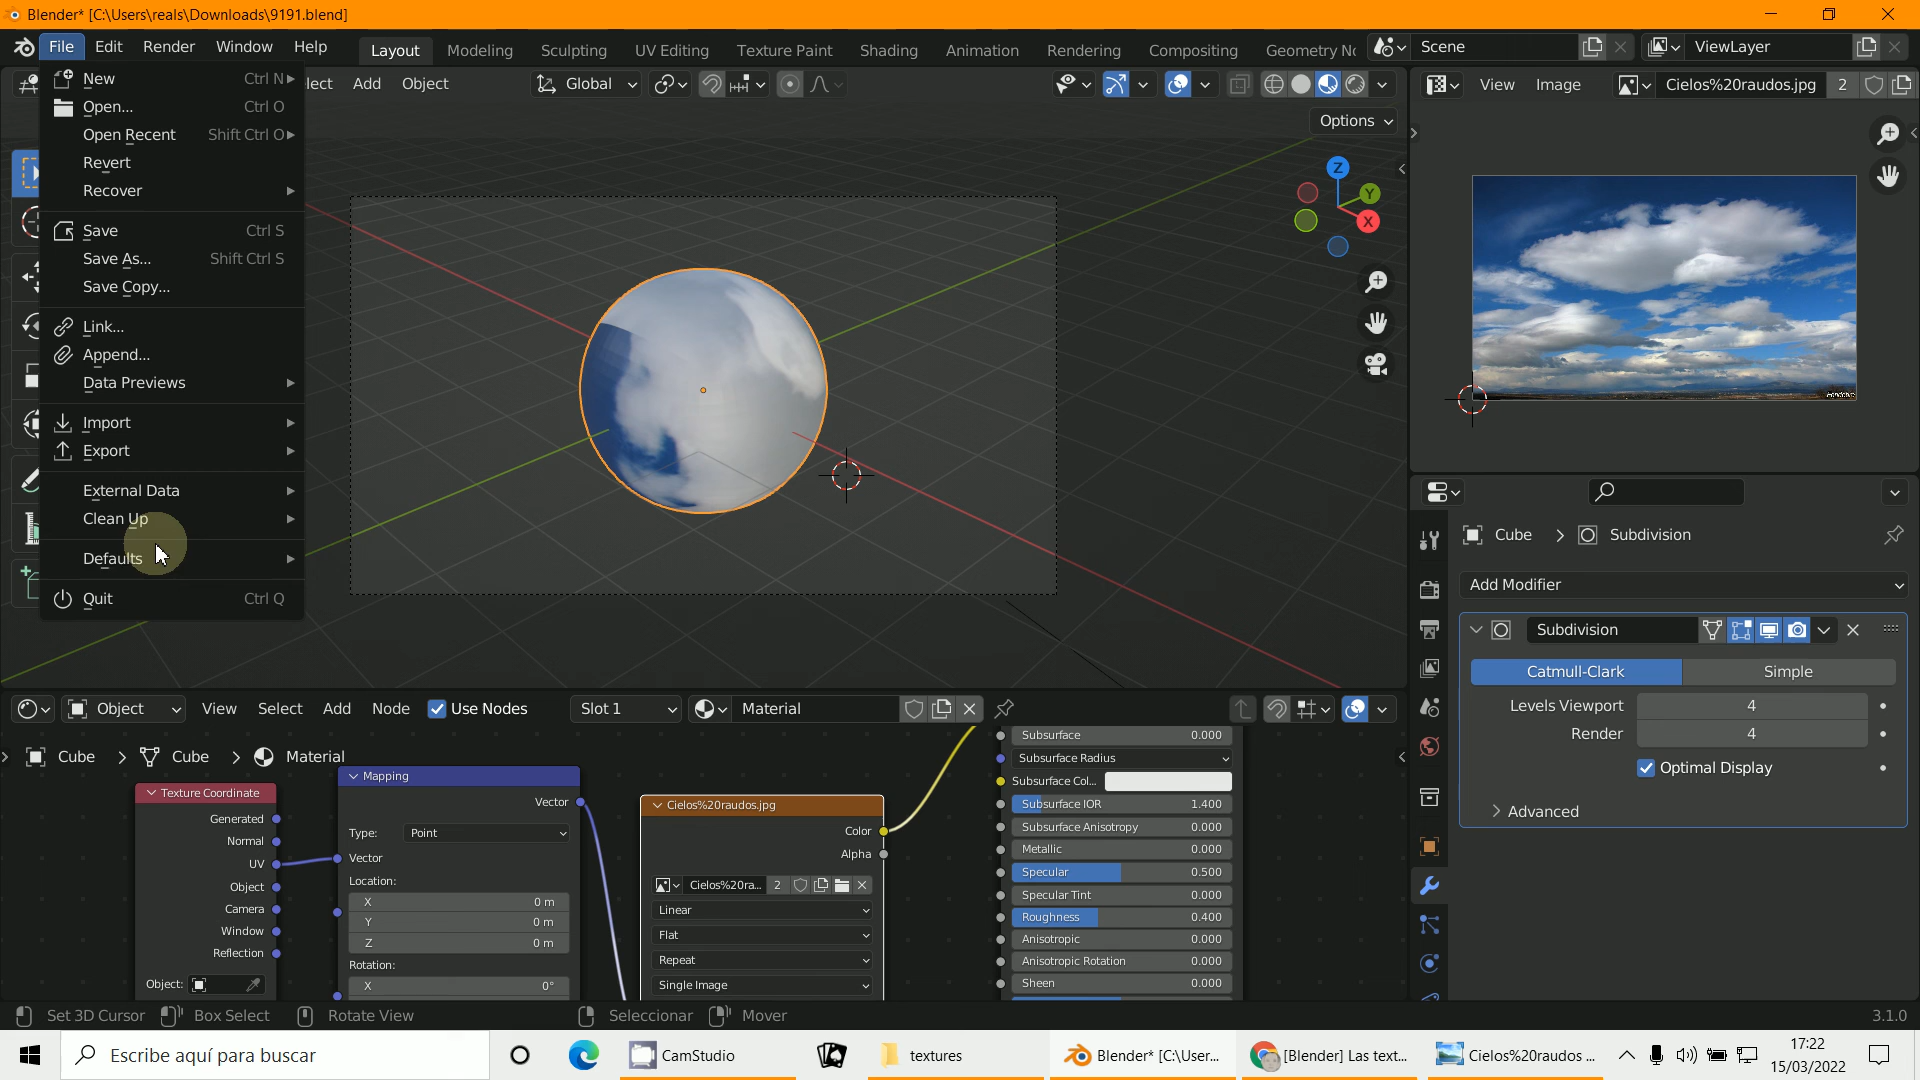 Blender* [C:\Users\reals\Downloads\9191.blend]
File Edit Render Window Help
Layout Modeling Sculpting UV Editing Texture Paint Shading Animation Rendering Compositing Geometry No
Scene
ViewLayer
New Ctrl N
Open... Ctrl O
Open Recent Shift Ctrl O
Revert
Recover
Save Ctrl S
Save As... Shift Ctrl S
Save Copy...
Link...
Append...
Data Previews
Import
Export
External Data
Clean Up
Defaults
Quit Ctrl Q
lect Add Object
Global
Options
Z
Y
X
View Image Cielos%20raudos.jpg 2
Cube > Subdivision
Add Modifier
Subdivision
Catmull-Clark Simple
Levels Viewport 4
Render 4
Optimal Display
Advanced
Object View Select Add Node Use Nodes Slot 1 Material
Cube > Cube > Material
Texture Coordinate
Generated
Normal
UV
Object
Camera
Window
Reflection
Object:
Mapping
Vector
Type: Point
Vector
Location:
X 0 m
Y 0 m
Z 0 m
Rotation:
X 0°
Cielos%20raudos.jpg
Color
Alpha
Cielos%20ra... 2
Linear
Flat
Repeat
Single Image
Subsurface 0.000
Subsurface Radius
Subsurface Col...
Subsurface IOR 1.400
Subsurface Anisotropy 0.000
Metallic 0.000
Specular 0.500
Specular Tint 0.000
Roughness 0.400
Anisotropic 0.000
Anisotropic Rotation 0.000
Sheen 0.000
Set 3D Cursor Box Select Rotate View Seleccionar Mover 3.1.0
Escribe aquí para buscar
CamStudio
textures
Blender* [C:\User...
[Blender] Las text...
Cielos%20raudos ...
17:22
15/03/2022